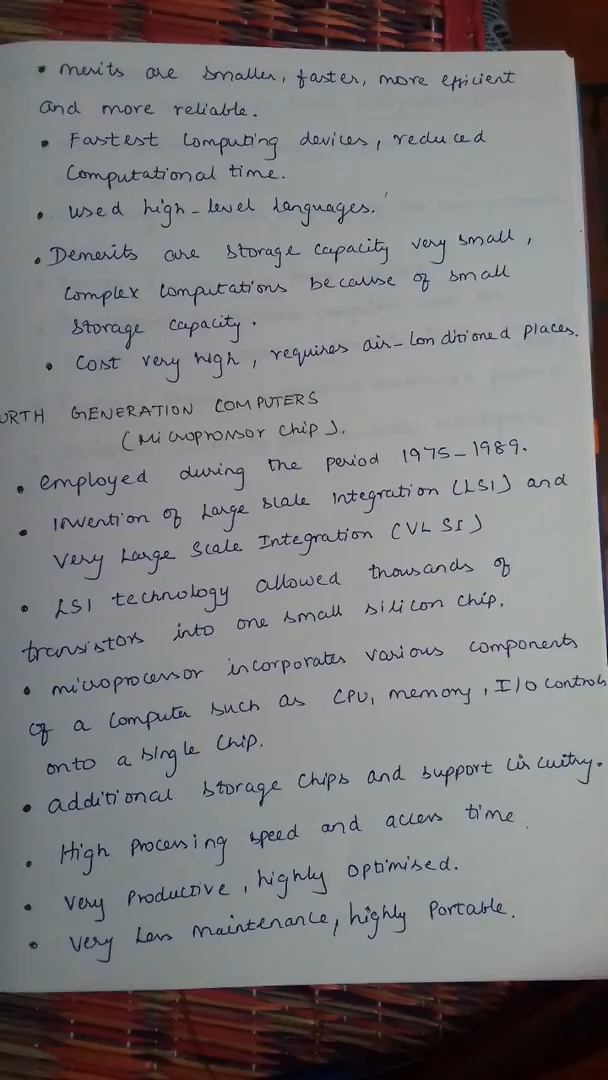 • merits are smaller, faster, more efficient
and more reliable.
• Fastest computing devices, reduced
computational time.
• used high-level languages.
• Demerits are storage capacity very small,
complex computations because of small
storage capacity.
• Cost very high, requires air-conditioned places.
URTH GENERATION COMPUTERS
(Micropronsor chip).
• employed during the period 1975-1989.
• Invention of Large Scale Integration (LSI) and
Very Large Scale Integration (VLSI)
• LSI technology allowed thousands of
transistors into one small silicon chip.
• microprocessor incorporates various components
of a computer such as CPU, memory, I/O controls
onto a single chip.
• additional storage chips and support circuitry.
• High processing speed and access time.
• Very Productive, highly optimised.
• Very Less maintenance, highly Portable.